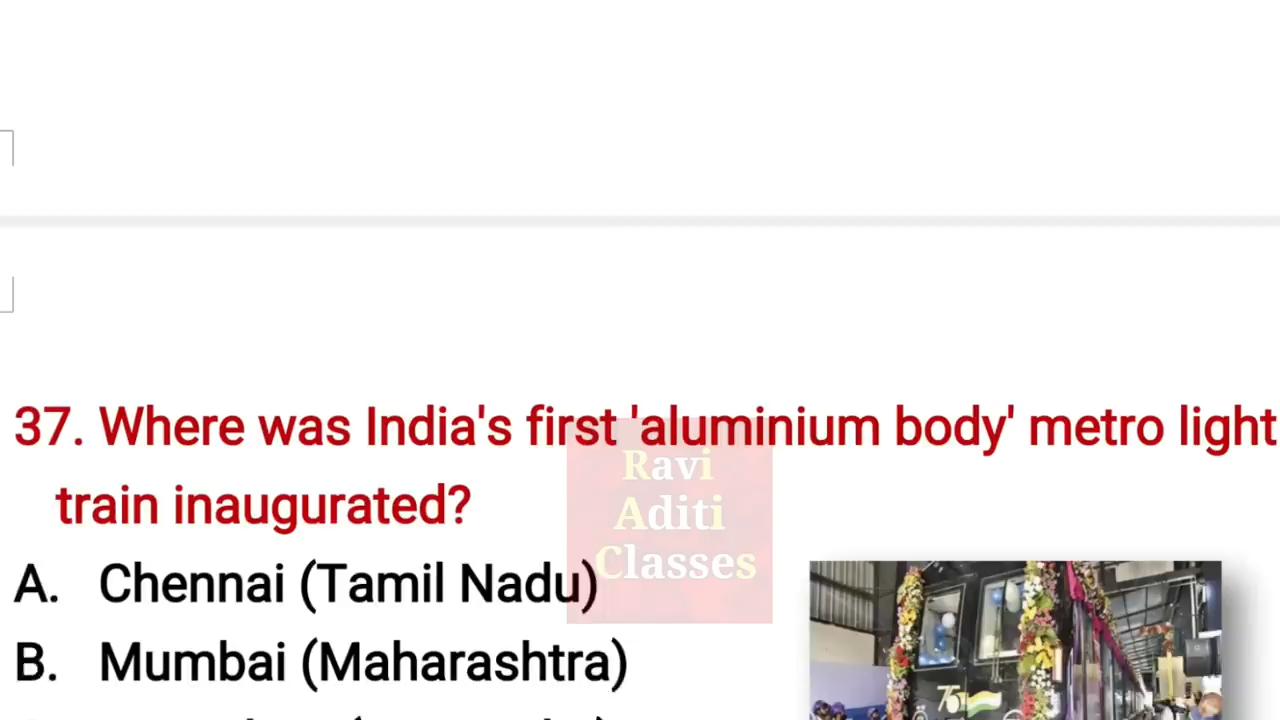 37. Where was India's first 'aluminium body' metro light
train inaugurated?
Ravi
Aditi
Classes
A. Chennai (Tamil Nadu)
B. Mumbai (Maharashtra)
75